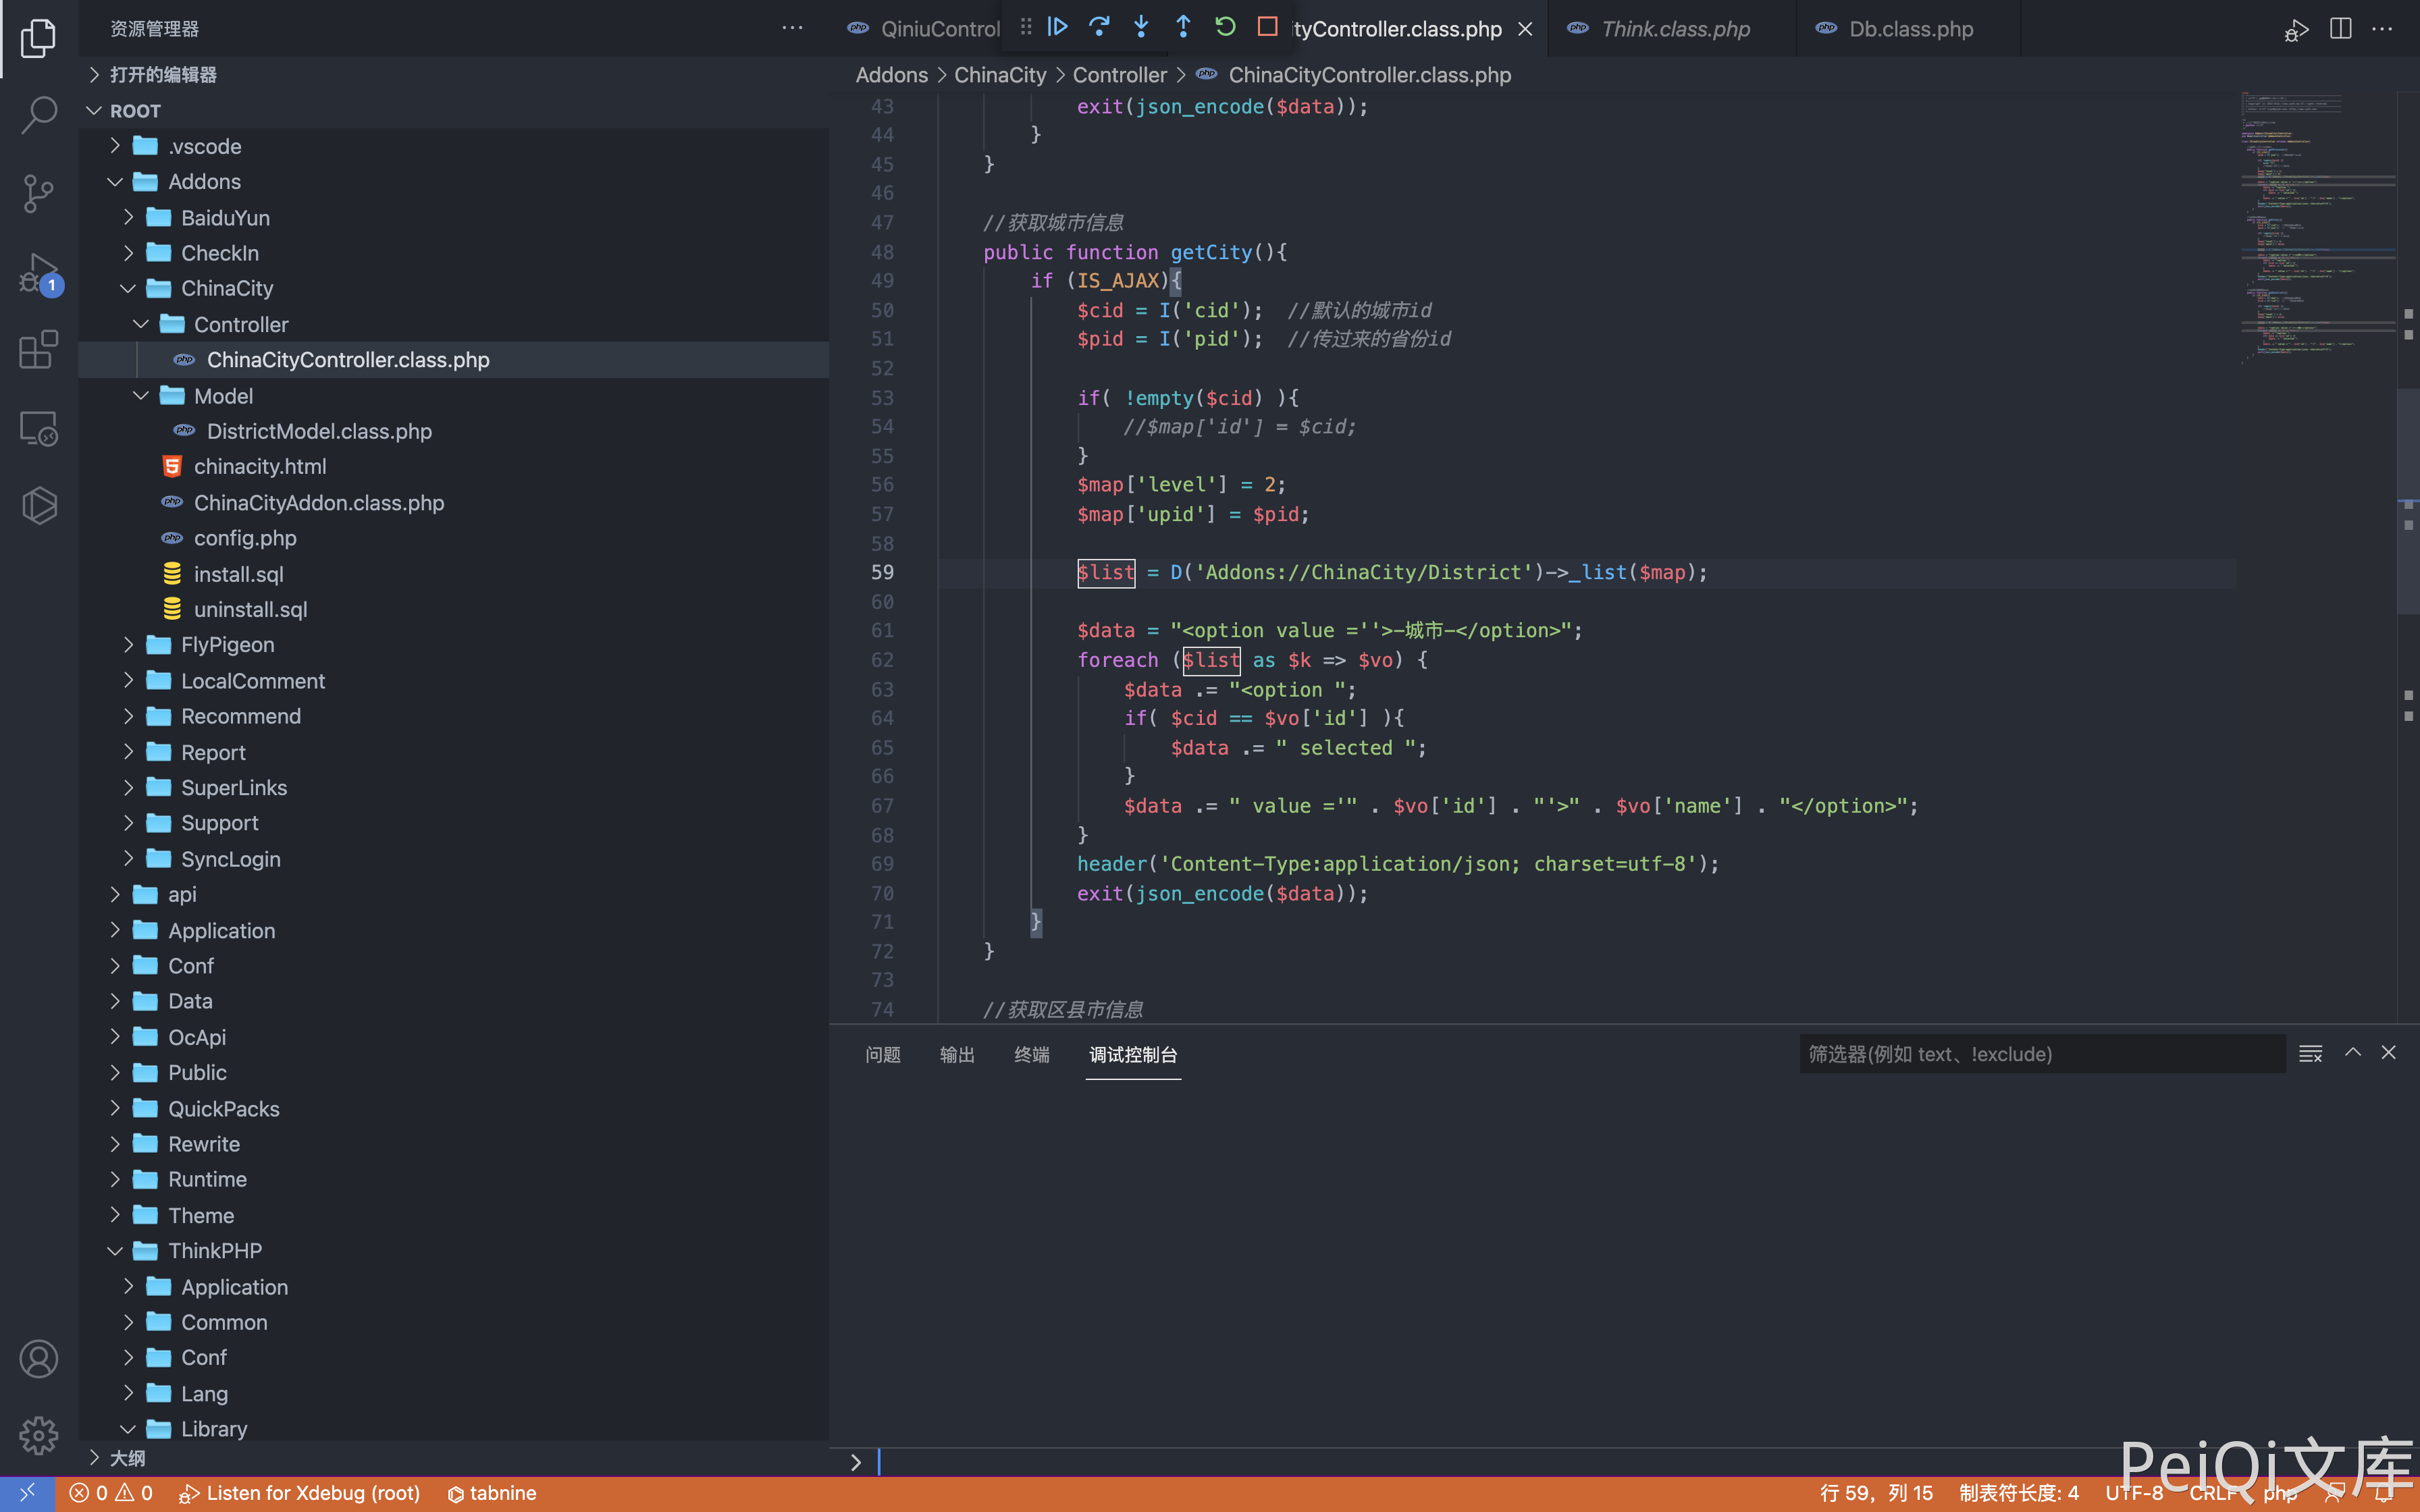 资源管理器
QiniuControl
tyController.class.php
Think.class.php
Db.class.php
打开的编辑器
Addons > ChinaCity > Controller > ChinaCityController.class.php
ROOT
.vscode
Addons
BaiduYun
CheckIn
ChinaCity
Controller
ChinaCityController.class.php
Model
DistrictModel.class.php
chinacity.html
ChinaCityAddon.class.php
config.php
install.sql
uninstall.sql
FlyPigeon
LocalComment
Recommend
Report
SuperLinks
Support
SyncLogin
api
Application
Conf
Data
OcApi
Public
QuickPacks
Rewrite
Runtime
Theme
ThinkPHP
Application
Common
Conf
Lang
Library
大纲
1
43 exit(json_encode($data));
44 }
45 }
46
47 //获取城市信息
48 public function getCity(){
49 if (IS_AJAX){
50 $cid = I('cid'); //默认的城市id
51 $pid = I('pid'); //传过来的省份id
52
53 if( !empty($cid) ){
54 //$map['id'] = $cid;
55 }
56 $map['level'] = 2;
57 $map['upid'] = $pid;
58
59 $list = D('Addons://ChinaCity/District')->_list($map);
60
61 $data = "<option value =''>-城市-</option>";
62 foreach ($list as $k => $vo) {
63 $data .= "<option ";
64 if( $cid == $vo['id'] ){
65 $data .= " selected ";
66 }
67 $data .= " value ='" . $vo['id'] . "'>" . $vo['name'] . "</option>";
68 }
69 header('Content-Type:application/json; charset=utf-8');
70 exit(json_encode($data));
71 }
72 }
73
74 //获取区县市信息
问题 输出 终端 调试控制台
筛选器(例如 text、!exclude)
PeiQi文库
0 0 Listen for Xdebug (root) tabnine
行 59，列 15 制表符长度: 4 UTF-8 CRLF php